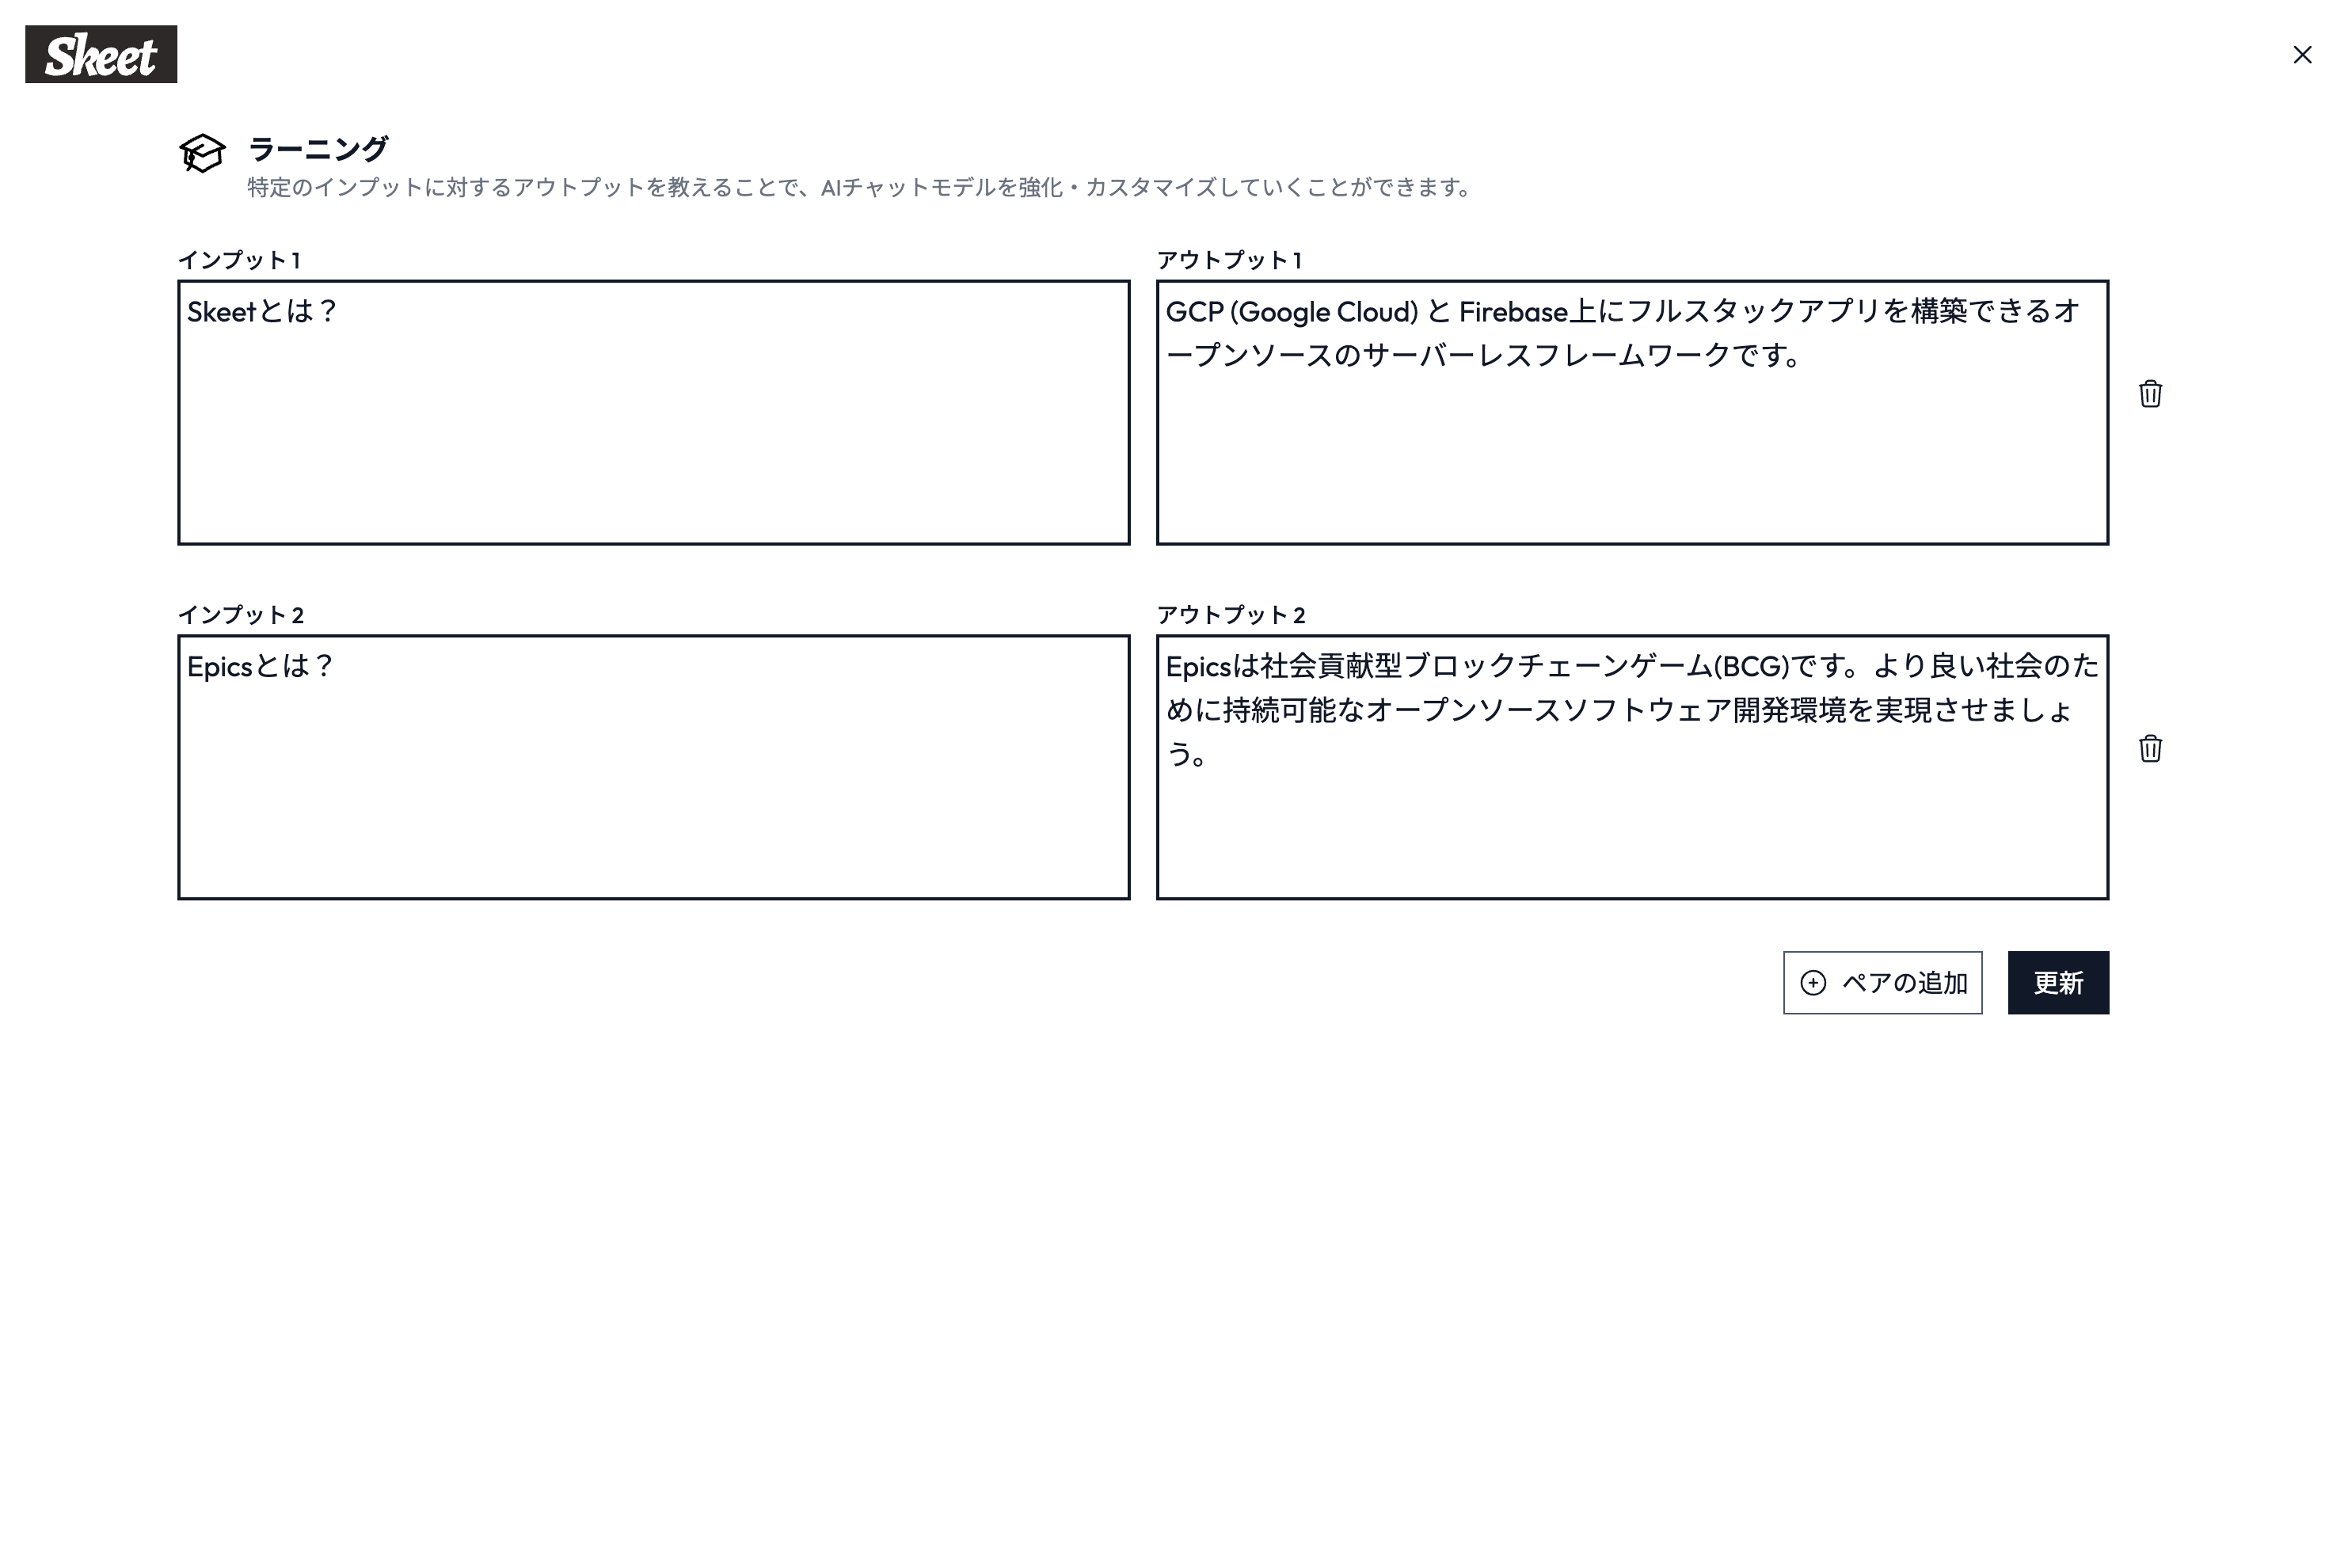 Skeet
ラーニング
特定のインプットに対するアウトプットを教えることで、AIチャットモデルを強化・カスタマイズしていくことができます。
インプット 1
アウトプット 1
Skeetとは？
GCP (Google Cloud) と Firebase上にフルスタックアプリを構築できるオ
ープンソースのサーバーレスフレームワークです。
インプット 2
アウトプット 2
Epicsとは？
Epicsは社会貢献型ブロックチェーンゲーム(BCG)です。より良い社会のた
めに持続可能なオープンソースソフトウェア開発環境を実現させましょ
う。
ペアの追加
更新